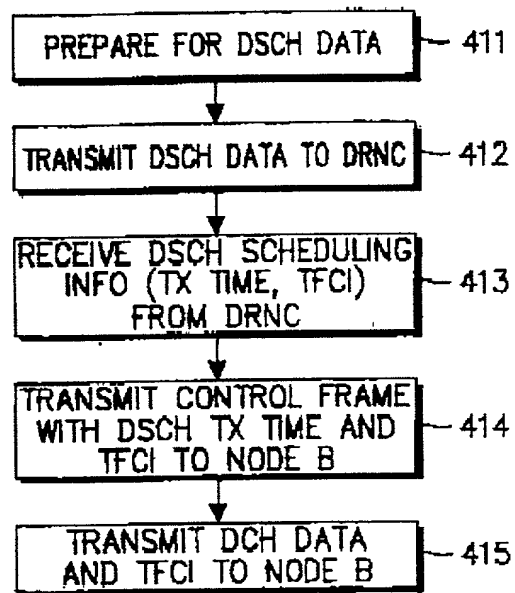 PREPARE FOR DSCH DATA 411
TRANSMIT DSCH DATA TO DRNC 412
RECEIVE DSCH SCHEDULING
INFO (TX TIME, TFCI) 413
FROM DRNC
TRANSMIT CONTROL FRAME
WITH DSCH TX TIME AND 414
TFCI TO NODE B
TRANSMIT DCH DATA
AND TFCI TO NODE B 415